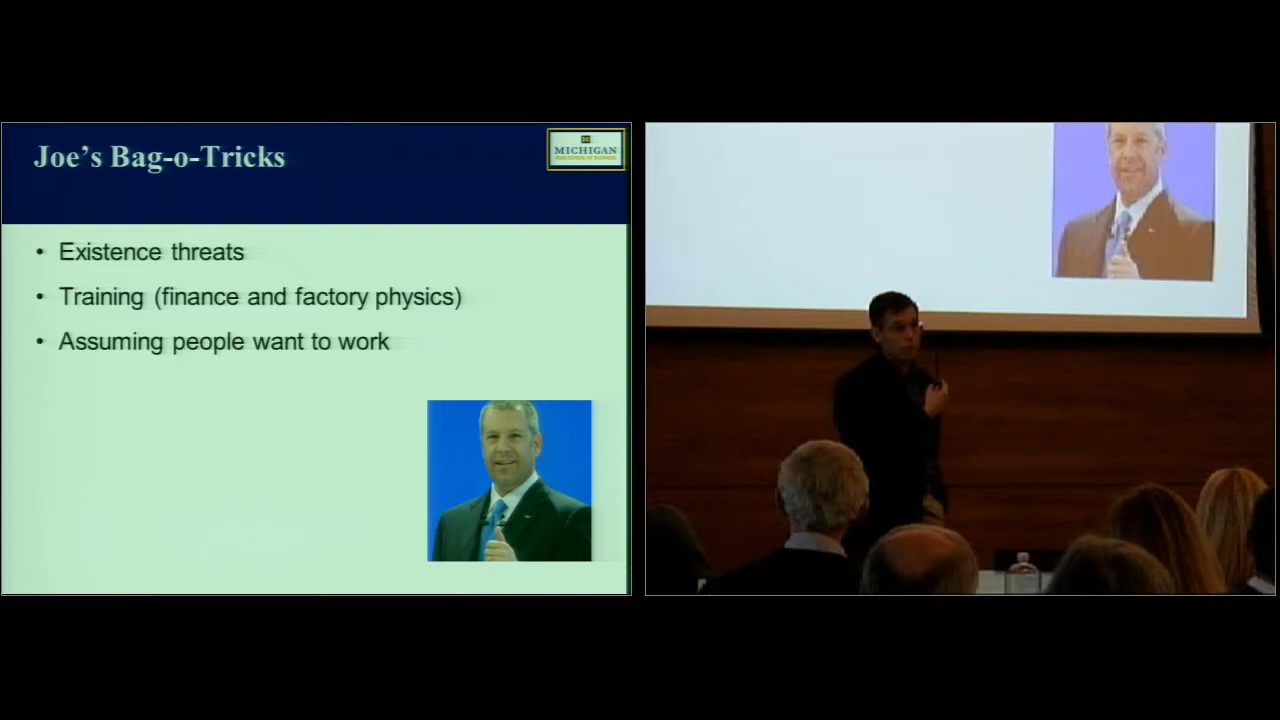 Joe's Bag-o-Tricks
MICHIGAN
ROSS SCHOOL OF BUSINESS
• Existence threats
• Training (finance and factory physics)
• Assuming people want to work